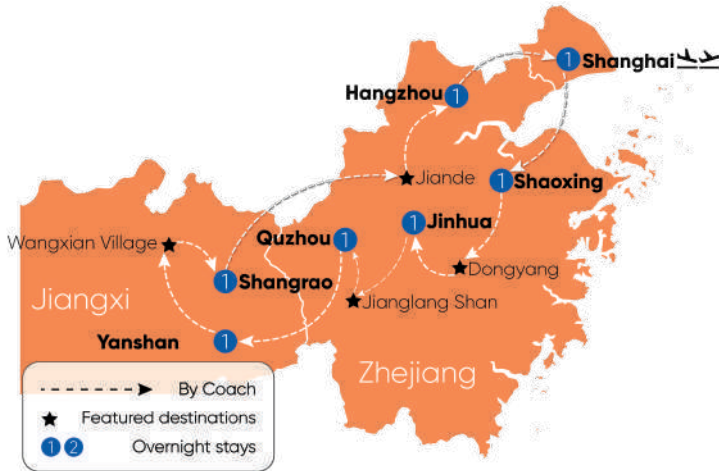 1 Shanghai
Hangzhou 1
Jiande
1 Shaoxing
1 Jinhua
Quzhou 1
Wangxian Village
Dongyang
1 Shangrao
Jianglang Shan
Jiangxi
Yanshan 1
Zhejiang
By Coach
Featured destinations
1 2 Overnight stays